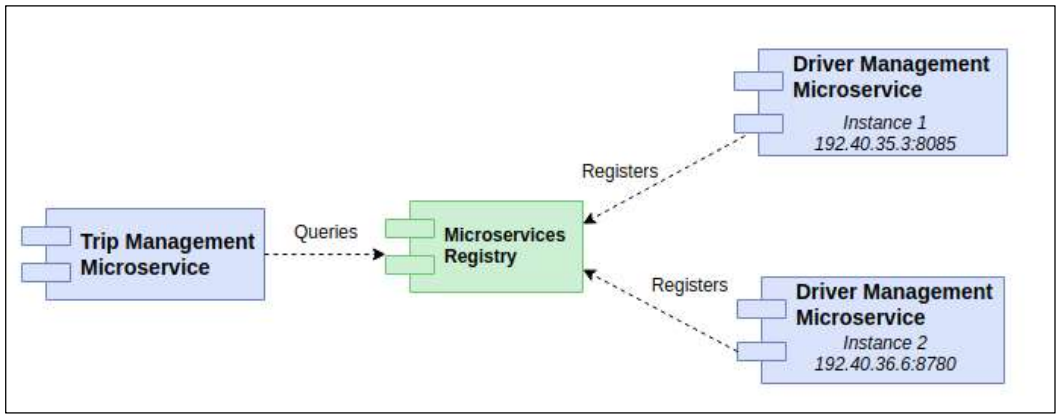 Driver Management
Microservice
Instance 1
192.40.35.3:8085
Registers
Trip Management
Microservice
Queries
Microservices
Registry
Registers
Driver Management
Microservice
Instance 2
192.40.36.6:8780